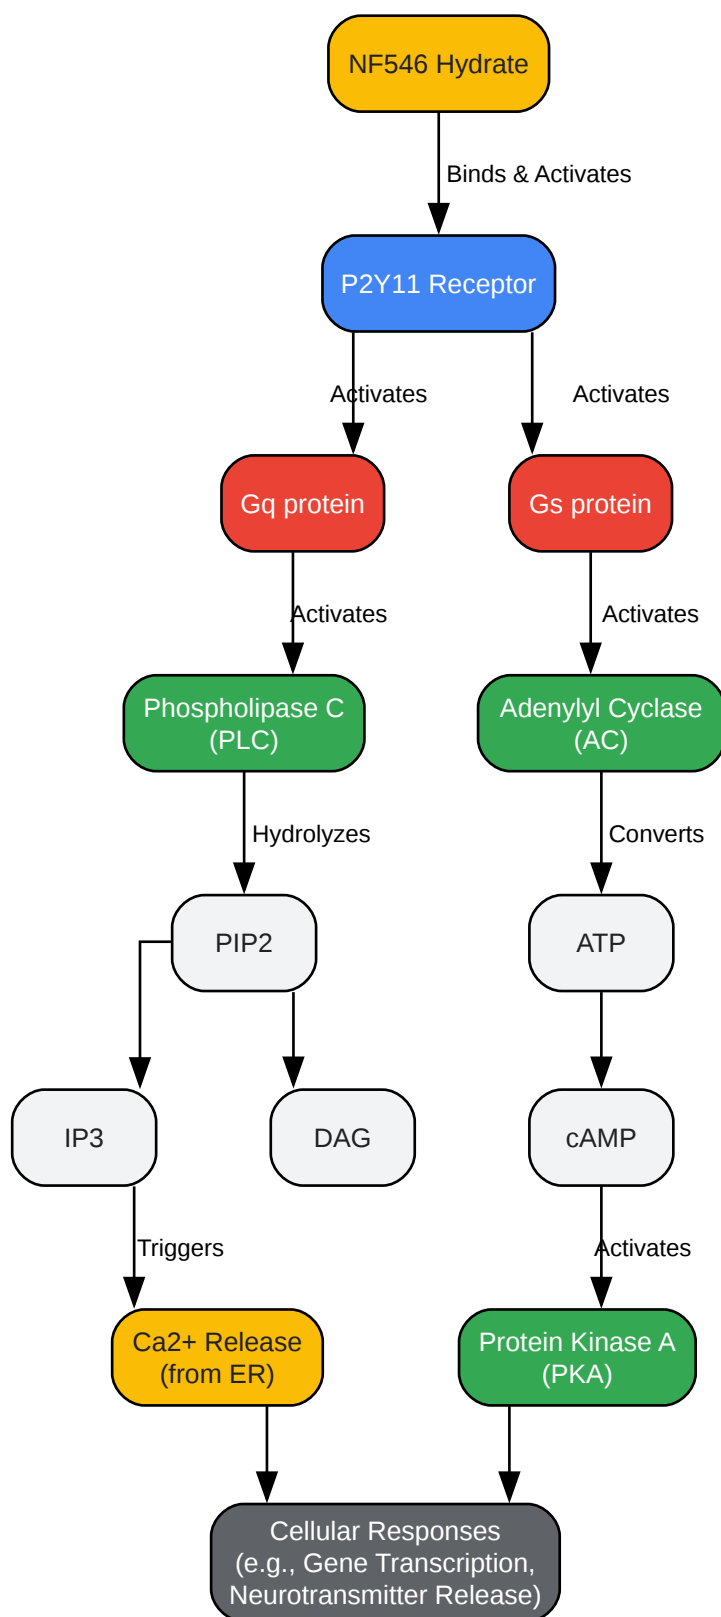 NF546 Hydrate
Binds & Activates
P2Y11 Receptor
Activates
Activates
Gq protein
Gs protein
Activates
Activates
Phospholipase C
(PLC)
Adenylyl Cyclase
(AC)
Hydrolyzes
Converts
PIP2
ATP
IP3
DAG
cAMP
Triggers
Activates
Ca2+ Release
(from ER)
Protein Kinase A
(PKA)
Cellular Responses
(e.g., Gene Transcription,
Neurotransmitter Release)